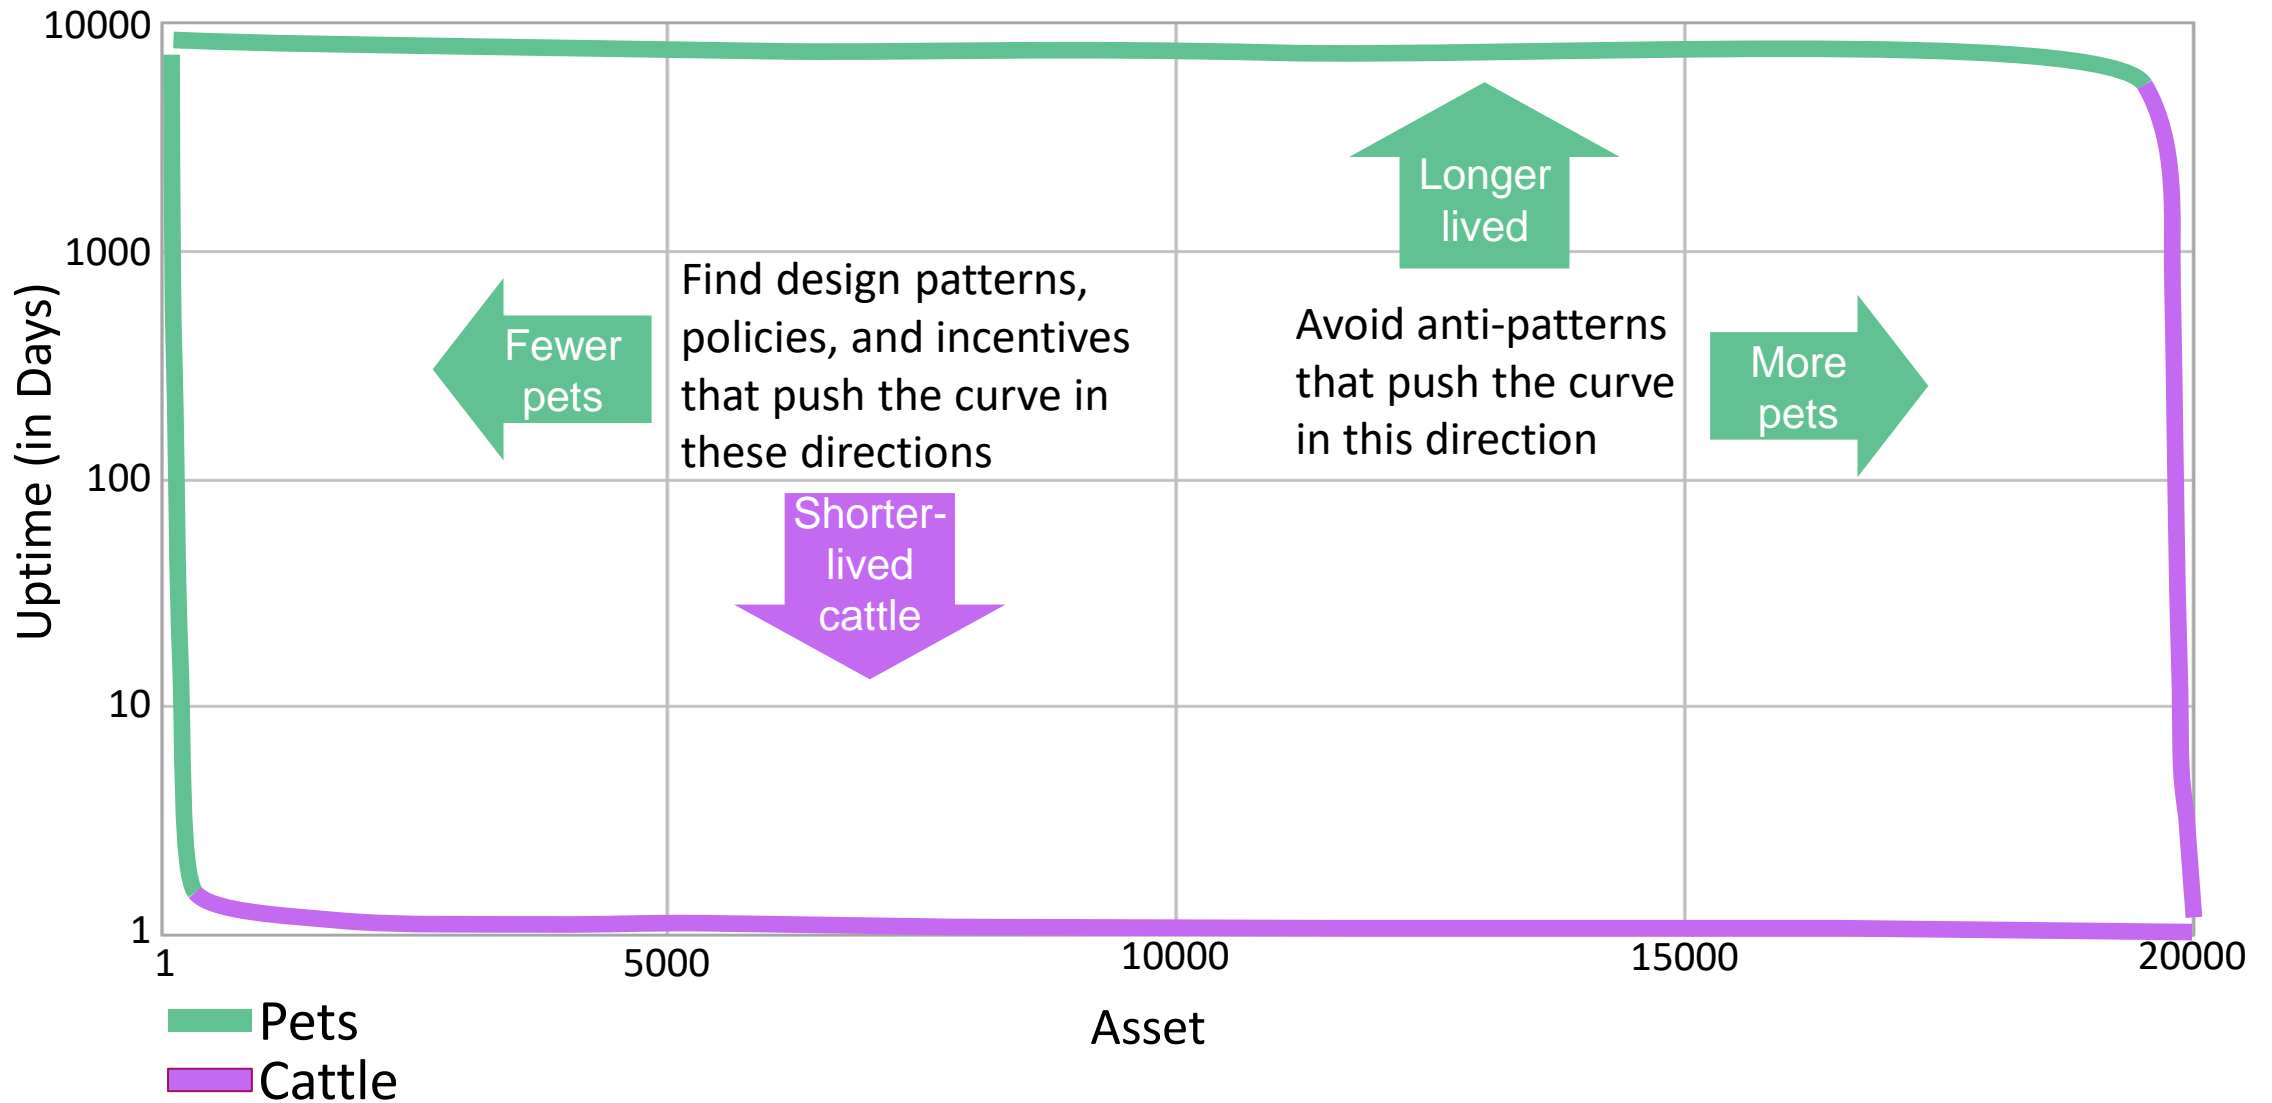 10000
1000
100
10
1
Uptime (in Days)
Fewer
pets
Find design patterns,
policies, and incentives
that push the curve in
these directions
Shorter-
lived
cattle
Longer
lived
Avoid anti-patterns
that push the curve
in this direction
More
pets
1
5000
10000
15000
20000
Asset
Pets
Cattle